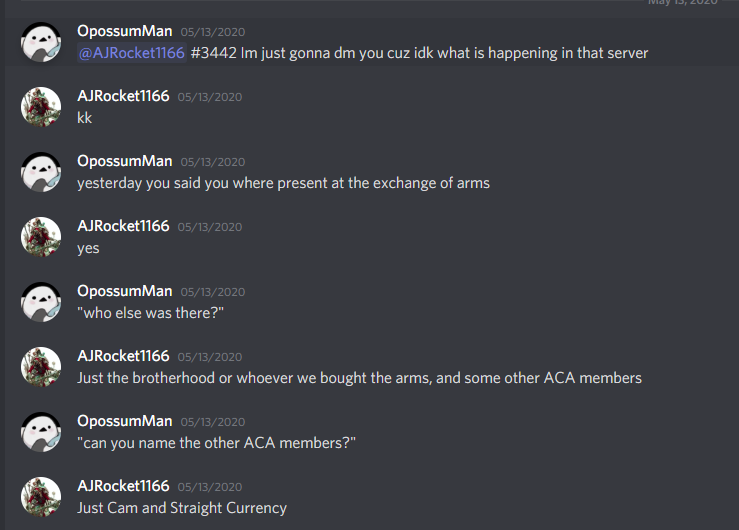 May 13, 2020
OpossumMan 05/13/2020
@AJRocket1166 #3442 Im just gonna dm you cuz idk what is happening in that server
AJRocket1166 05/13/2020
kk
OpossumMan 05/13/2020
yesterday you said you where present at the exchange of arms
AJRocket1166 05/13/2020
yes
OpossumMan 05/13/2020
"who else was there?"
AJRocket1166 05/13/2020
Just the brotherhood or whoever we bought the arms, and some other ACA members
OpossumMan 05/13/2020
"can you name the other ACA members?"
AJRocket1166 05/13/2020
Just Cam and Straight Currency